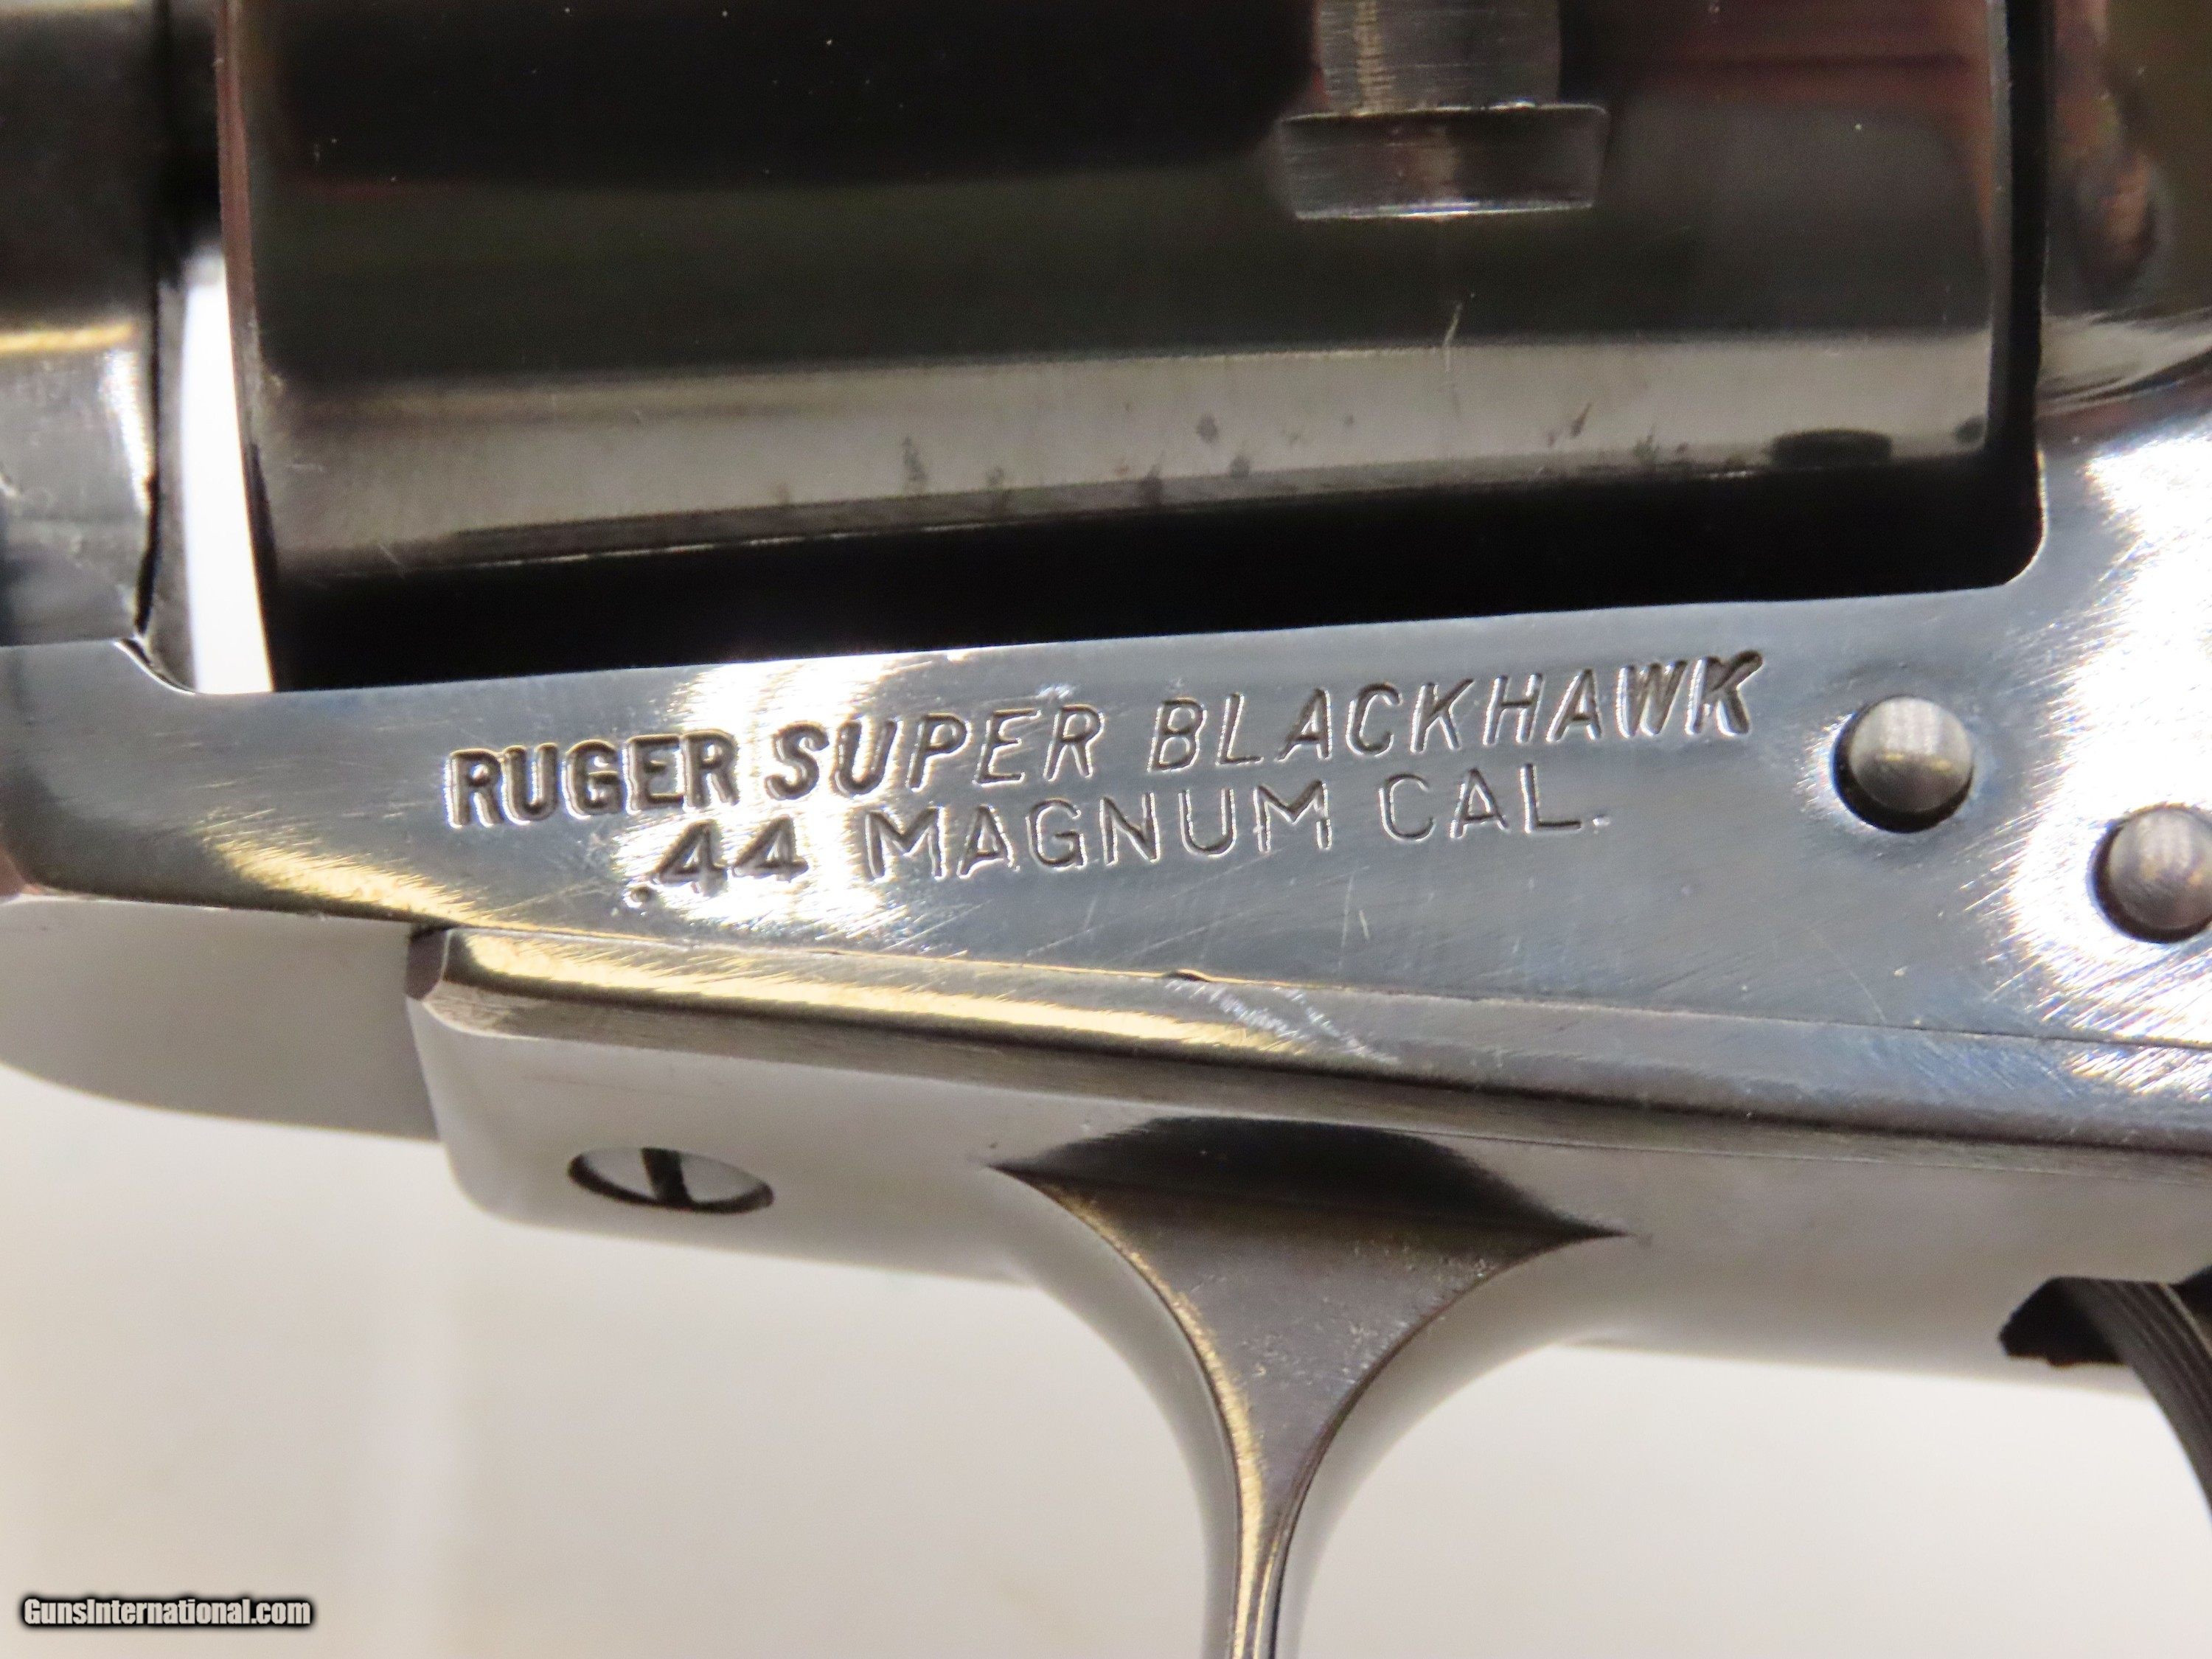 RUGER SUPER BLACKHAWK
.44 MAGNUM CAL.
GunsInternational.com